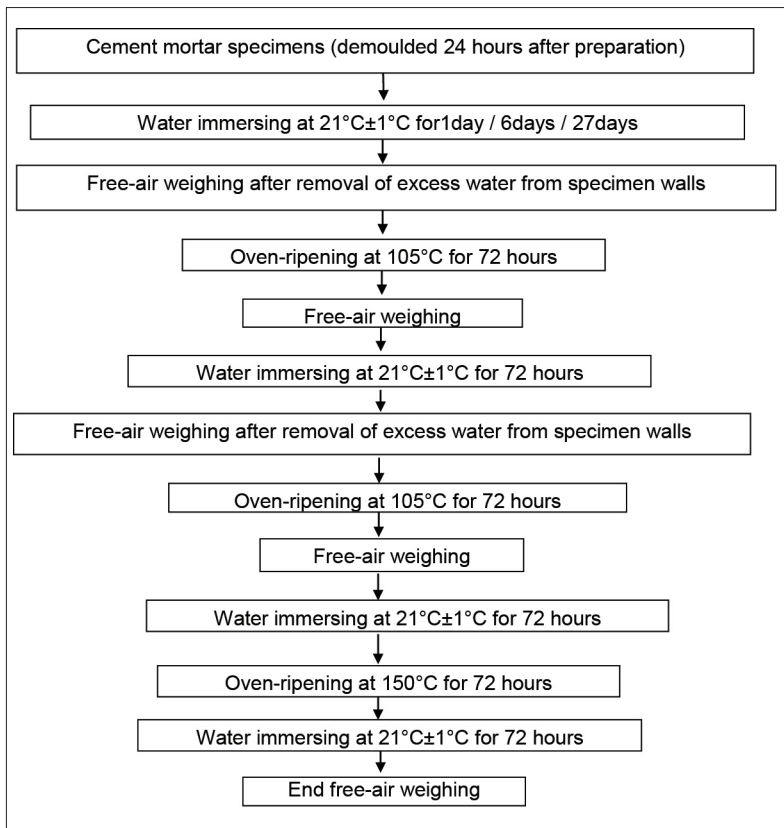 Cement mortar specimens (demoulded 24 hours after preparation)
Water immersing at 21°C±1°C for1day / 6days / 27days
Free-air weighing after removal of excess water from specimen walls
Oven-ripening at 105°C for 72 hours
Free-air weighing
Water immersing at 21°C±1°C for 72 hours
Free-air weighing after removal of excess water from specimen walls
Oven-ripening at 105°C for 72 hours
Free-air weighing
Water immersing at 21°C±1°C for 72 hours
Oven-ripening at 150°C for 72 hours
Water immersing at 21°C±1°C for 72 hours
End free-air weighing